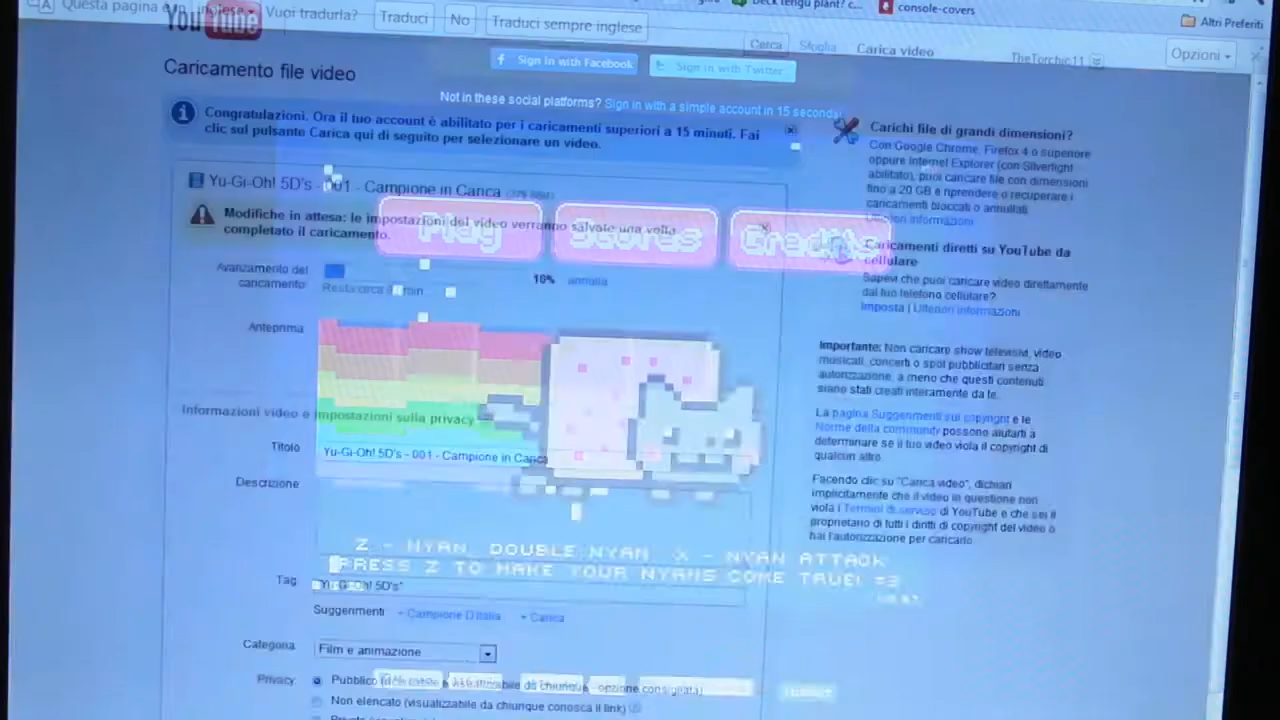 Questa pagina è in inglese Vuoi tradurla? Traduci No Traduci sempre inglese
console-covers
Altri Preferiti
Opzioni
YouTube
Cerca Sfoglia Carica video TheTorchic11
Sign in with Facebook Sign in with Twitter
Caricamento file video
Not in these social platforms? Sign in with a simple account in 15 seconds
Congratulazioni. Ora il tuo account è abilitato per i caricamenti superiori a 15 minuti. Fai
clic sul pulsante Carica qui di seguito per selezionare un video.
Yu-Gi-Oh! 5D's - 001 - Campione in Carica
Modifiche in attesa: le impostazioni del video verranno salvate una volta
completato il caricamento.
Play Scores Credits
Avanzamento del
caricamento:
10% annulla
Resta circa min
Anteprima
Informazioni video e impostazioni sulla privacy
Titolo
Yu-Gi-Oh! 5D's - 001 - Campione in Carica
Descrizione
Z - NYAN, DOUBLE NYAN X - NYAN ATTACK
PRESS Z TO MAKE YOUR NYANS COME TRUE! =3
Tag
Yu-Gi-Oh! 5D's"
Suggerimenti + Campione D'Italia + Carica
Categoria
Film e animazione
Privacy:
Pubblico da chiunque - opzione consigliata)
Non elencato (visualizzabile da chiunque conosca il link)
Carichi file di grandi dimensioni?
Con Google Chrome, Firefox 4 o superiore
oppure Internet Explorer (con Silverlight
abilitato), puoi caricare file con dimensioni
fino a 20 GB e riprendere o recuperare i
caricamenti bloccati o annullati.
Ulteriori informazioni
Caricamenti diretti su YouTube da
cellulare
Sapevi che puoi caricare video direttamente
dal tuo telefono cellulare?
Imposta | Ulteriori informazioni
Importante: Non caricare show televisivi, video
musicali, concerti o spot pubblicitari senza
autorizzazione, a meno che questi contenuti
siano stati creati interamente da te.
La pagina Suggerimenti sul copyright e le
Norme della community possono aiutarti a
determinare se il tuo video viola il copyright di
qualcun altro.
Facendo clic su "Carica video", dichiari
implicitamente che il video in questione non
viola i Termini di servizio di YouTube e che sei il
proprietario di tutti i diritti di copyright del video o
hai l'autorizzazione per caricarlo.